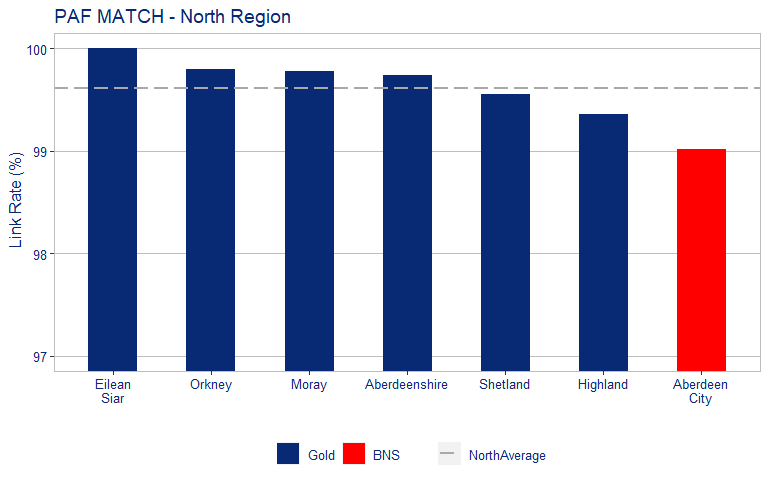 PAF MATCH - North Region
Link Rate (%)
100
99
98
97
Eilean Siar
Orkney
Moray
Aberdeenshire
Shetland
Highland
Aberdeen City
Gold
BNS
NorthAverage